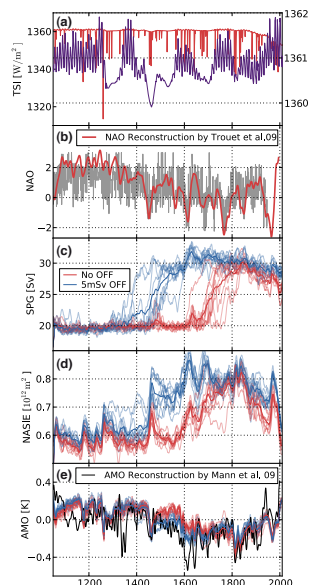 (a)
1360
1340
1320
TSI [W/m²]
1362
1361
1360
(b)
NAO Reconstruction by Trouet et al.09
2
0
−2
NAO
(c)
No OFF
5mSv OFF
30
25
20
SPG [Sv]
(d)
0.8
0.7
0.6
NASIE [10¹² m²]
(e)
AMO Reconstruction by Mann et al. 09
0.4
0.0
−0.4
AMO [K]
1200 1400 1600 1800 2000